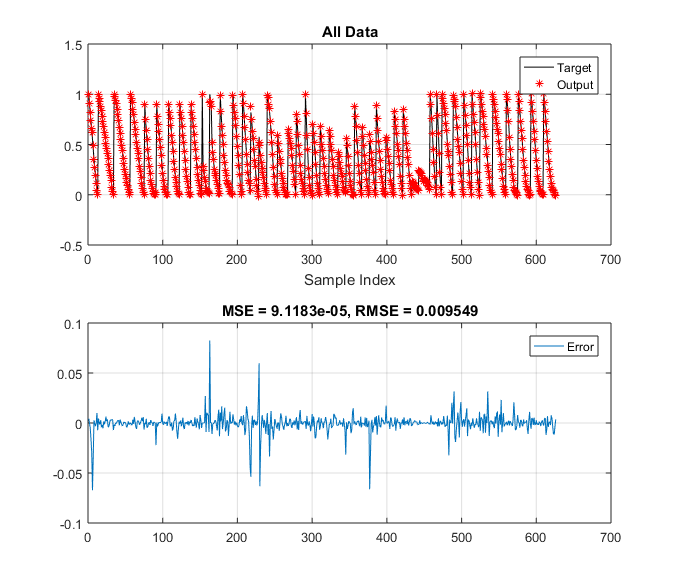 All Data
1.5
1
0.5
0
-0.5
Target
Output
0 100 200 300 400 500 600 700
Sample Index
MSE = 9.1183e-05, RMSE = 0.009549
0.1
0.05
0
-0.05
-0.1
Error
0 100 200 300 400 500 600 700